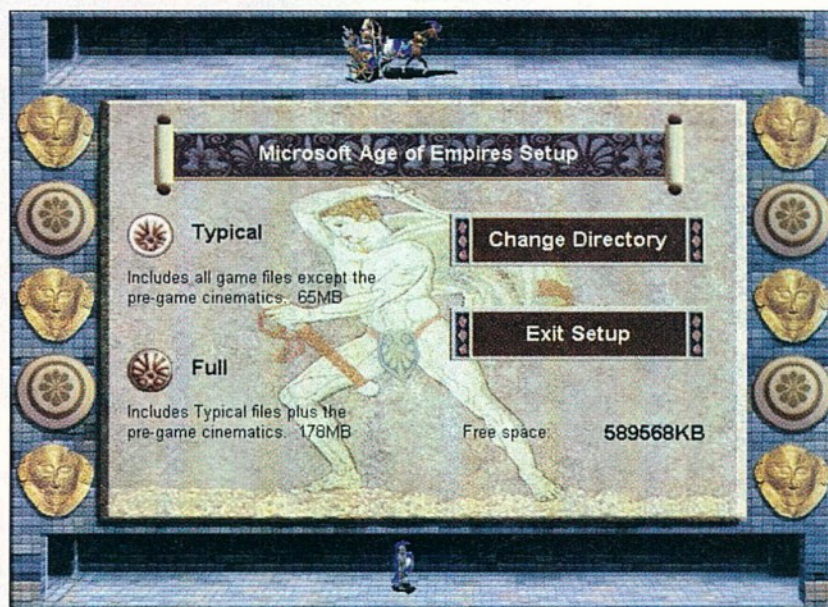 Microsoft Age of Empires Setup
Typical
Includes all game files except the
pre-game cinematics. 65MB
Full
Includes Typical files plus the
pre-game cinematics. 178MB
Change Directory
Exit Setup
Free space: 589568KB